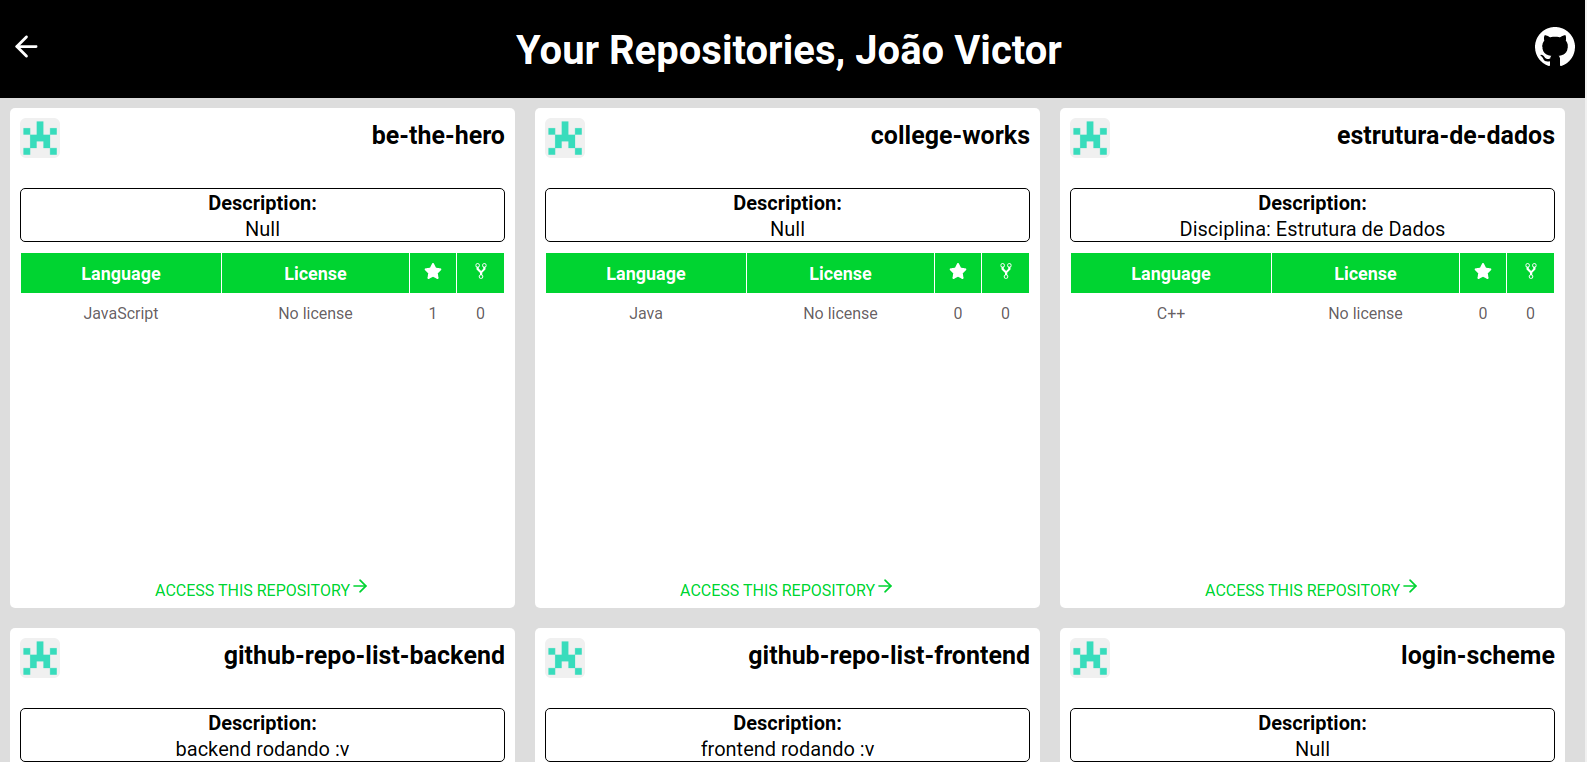 Your Repositories, João Victor
be-the-hero
Description:
Null
Language License
JavaScript No license 1 0
ACCESS THIS REPOSITORY
college-works
Description:
Null
Language License
Java No license 0 0
ACCESS THIS REPOSITORY
estrutura-de-dados
Description:
Disciplina: Estrutura de Dados
Language License
C++ No license 0 0
ACCESS THIS REPOSITORY
github-repo-list-backend
Description:
backend rodando :v
github-repo-list-frontend
Description:
frontend rodando :v
login-scheme
Description:
Null